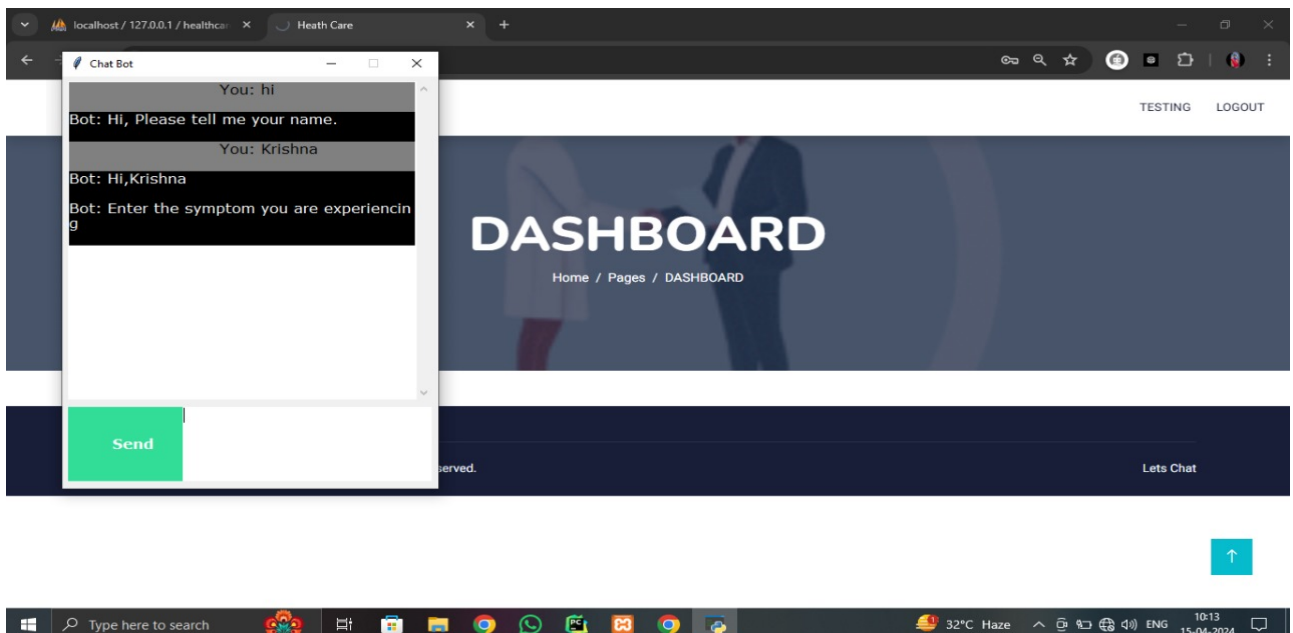 localhost / 127.0.0.1 / healthcar
Heath Care
Chat Bot
You: hi
Bot: Hi, Please tell me your name.
You: Krishna
Bot: Hi,Krishna
Bot: Enter the symptom you are experiencin
g
Send
TESTING LOGOUT
DASHBOARD
Home / Pages / DASHBOARD
served.
Lets Chat
Type here to search
32°C Haze
ENG
10:13
15-04-2024